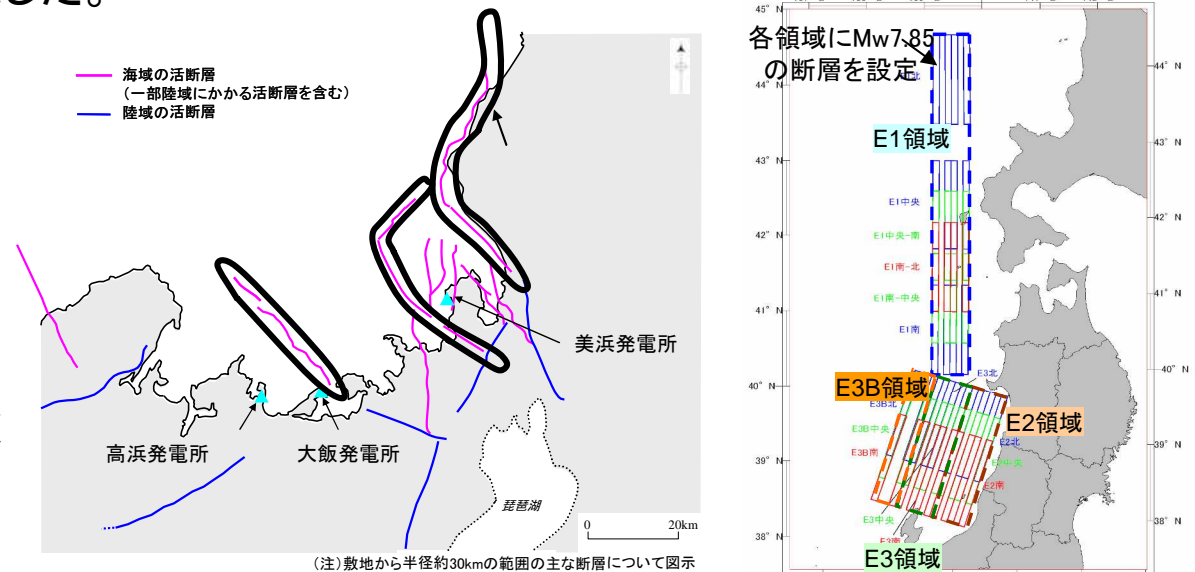 した。
海域の活断層
（一部陸域にかかる活断層を含む）
陸域の活断層
美浜発電所
高浜発電所
大飯発電所
琵琶湖
0
20km
（注）敷地から半径約30kmの範囲の主な断層について図示
45° N
各領域にMw7.85
の断層を設定
44° N
44° N
E1領域
43° N
43° N
E1中央
42° N
42° N
E1中央-南
E1南-北
41° N
41° N
E1南-中央
E1南
40° N
40° N
E3北
E3B領域
E3B北
E2領域
E3B中央
E2北
39° N
39° N
E3B南
E2中央
E2南
E3中央
38° N
38° N
E3南
E3領域